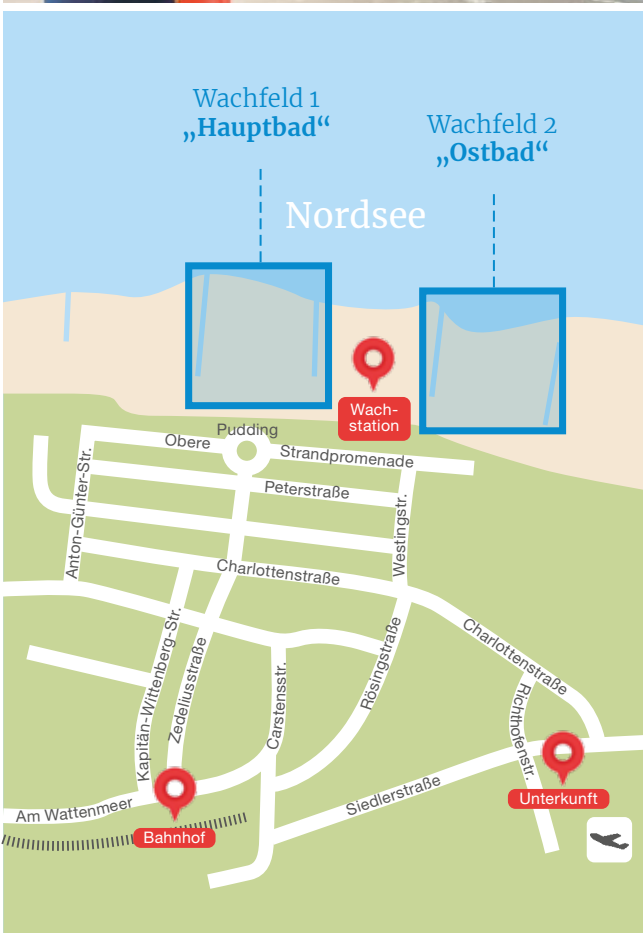 Wachfeld 1
„Hauptbad“
Wachfeld 2
„Ostbad“
Nordsee
Wach-
station
Pudding
Obere
Strandpromenade
Peterstraße
Anton-Günter-Str.
Westingstr.
Charlottenstraße
Charlottenstraße
Kapitän-Wittenberg-Str.
Zedeliusstraße
Carstensstr.
Rösingstraße
Richthofenstr.
Siedlerstraße
Unterkunft
Am Wattenmeer
Bahnhof